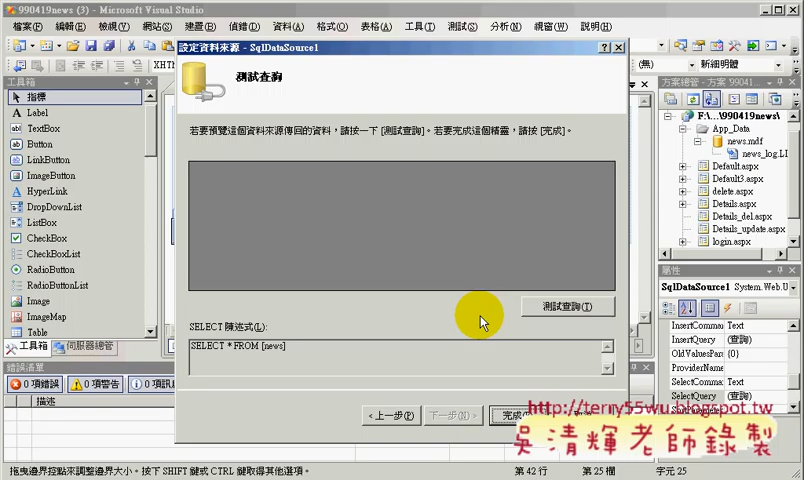 990419news (3) - Microsoft Visual Studio
檔案(F) 編輯(E) 檢視(V) 建置(B) 偵錯(D) 資料(A) 格式(O) 表格(A) 工具(T) 測試(S) 分析(N) 視窗(W) 說明(H)
XHT
(無) 新細明體
工具箱
指標
Label
TextBox
Button
LinkButton
ImageButton
HyperLink
DropDownList
ListBox
CheckBox
CheckBoxList
RadioButton
RadioButtonList
Image
ImageMap
Table
工具箱 伺服器總管
設定資料來源 - SqlDataSource1
測試查詢
若要預覽這個資料來源傳回的資料，請按一下 [測試查詢]。若要完成這個精靈，請按 [完成]。
測試查詢(T)
SELECT 陳述式(L):
SELECT * FROM [news]
< 上一步(P) 下一步(N) > 完成
方案總管 - 方案 '99041...
F:\...\990419news\
App_Data
news.mdf
news_log.LD
Default.aspx
Default3.aspx
delete.aspx
Details.aspx
Details_del.aspx
Details_update.aspx
login.aspx
屬性
SqlDataSource1 System.Web.U
InsertComma Text
InsertQuery (查詢)
OldValuesPar {0}
ProviderName
SelectComma Text
SelectQuery (查詢)
錯誤清單
0 項錯誤 0 項警告 0 項訊息
描述
http://terry55wu.blogspot.tw
吳清輝老師錄製
拖曳邊界控點來調整邊界大小。按下 SHIFT 鍵或 CTRL 鍵取得其他選項。 第 42 行 第 25 欄 字元 25